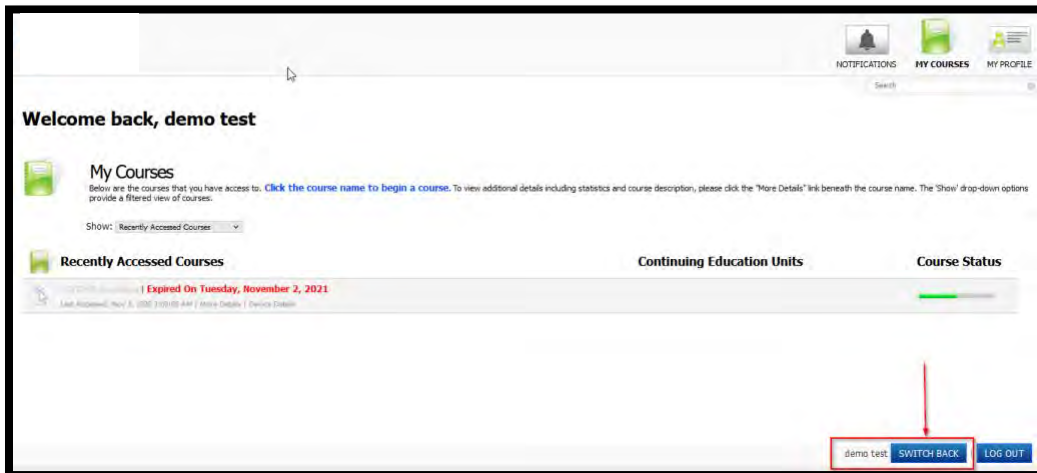 NOTIFICATIONS MY COURSES MY PROFILE
Search
Welcome back, demo test
My Courses
Below are the courses that you have access to. Click the course name to begin a course. To view additional details including statistics and course description, please click the "More Details" link beneath the course name. The 'Show' drop-down options
provide a filtered view of courses.
Show: Recently Accessed Courses
Recently Accessed Courses Continuing Education Units Course Status
| Expired On Tuesday, November 2, 2021
Last Accessed: Nov | More Details | Device Details
demo test SWITCH BACK | LOG OUT